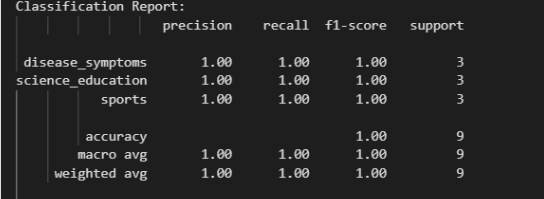 Classification Report:
precision recall f1-score support
disease_symptoms 1.00 1.00 1.00 3
science_education 1.00 1.00 1.00 3
sports 1.00 1.00 1.00 3
accuracy 1.00 9
macro avg 1.00 1.00 1.00 9
weighted avg 1.00 1.00 1.00 9